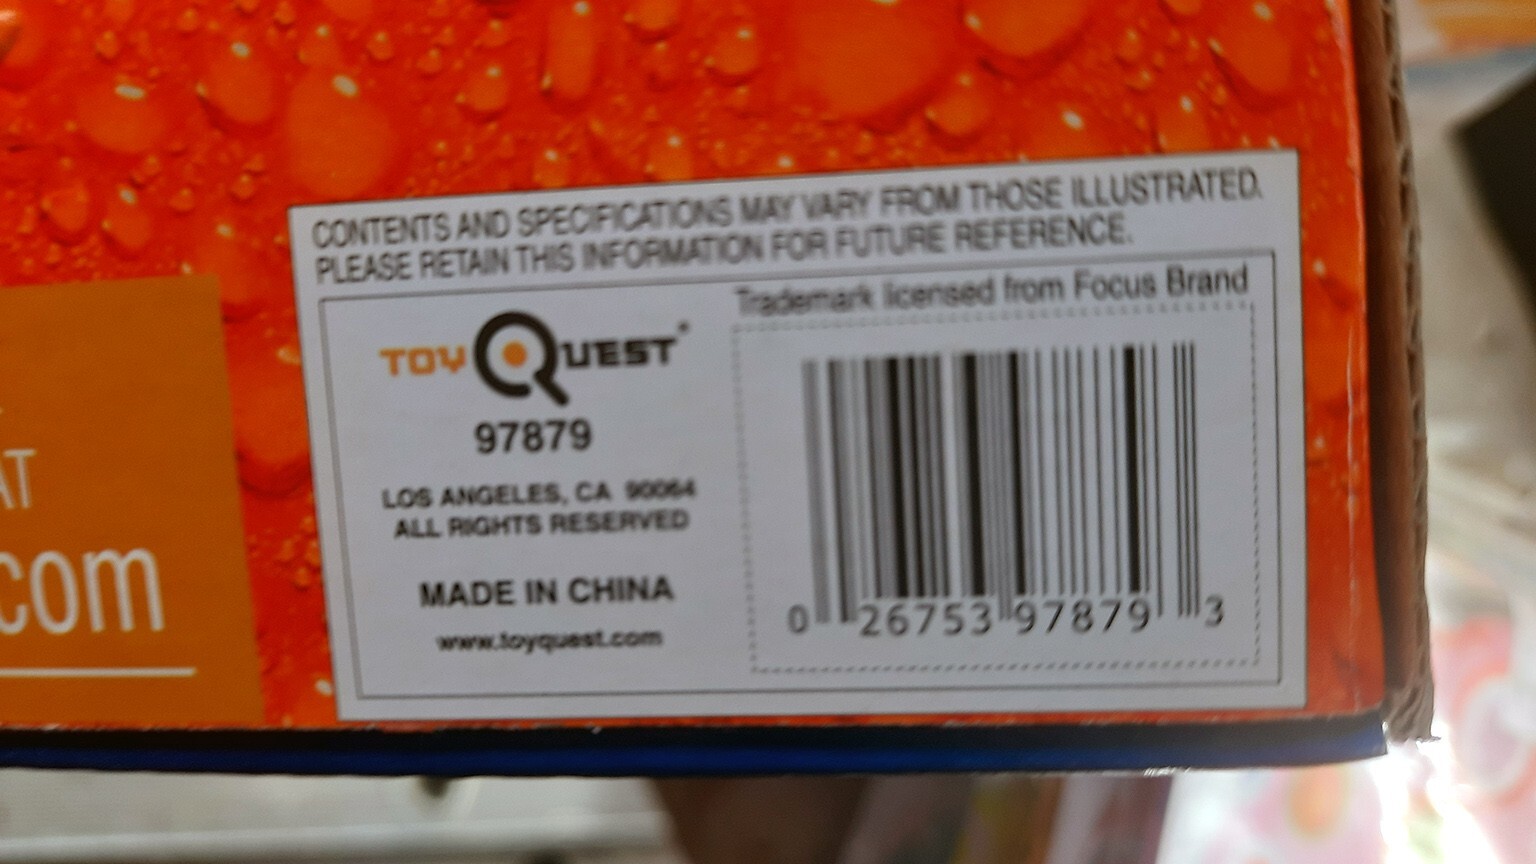 CONTENTS AND SPECIFICATIONS MAY VARY FROM THOSE ILLUSTRATED.
PLEASE RETAIN THIS INFORMATION FOR FUTURE REFERENCE.
Trademark licensed from Focus Brand
TOYQUEST®
97879
LOS ANGELES, CA 90064
ALL RIGHTS RESERVED
MADE IN CHINA
www.toyquest.com
0 26753 97879 3
AT
com